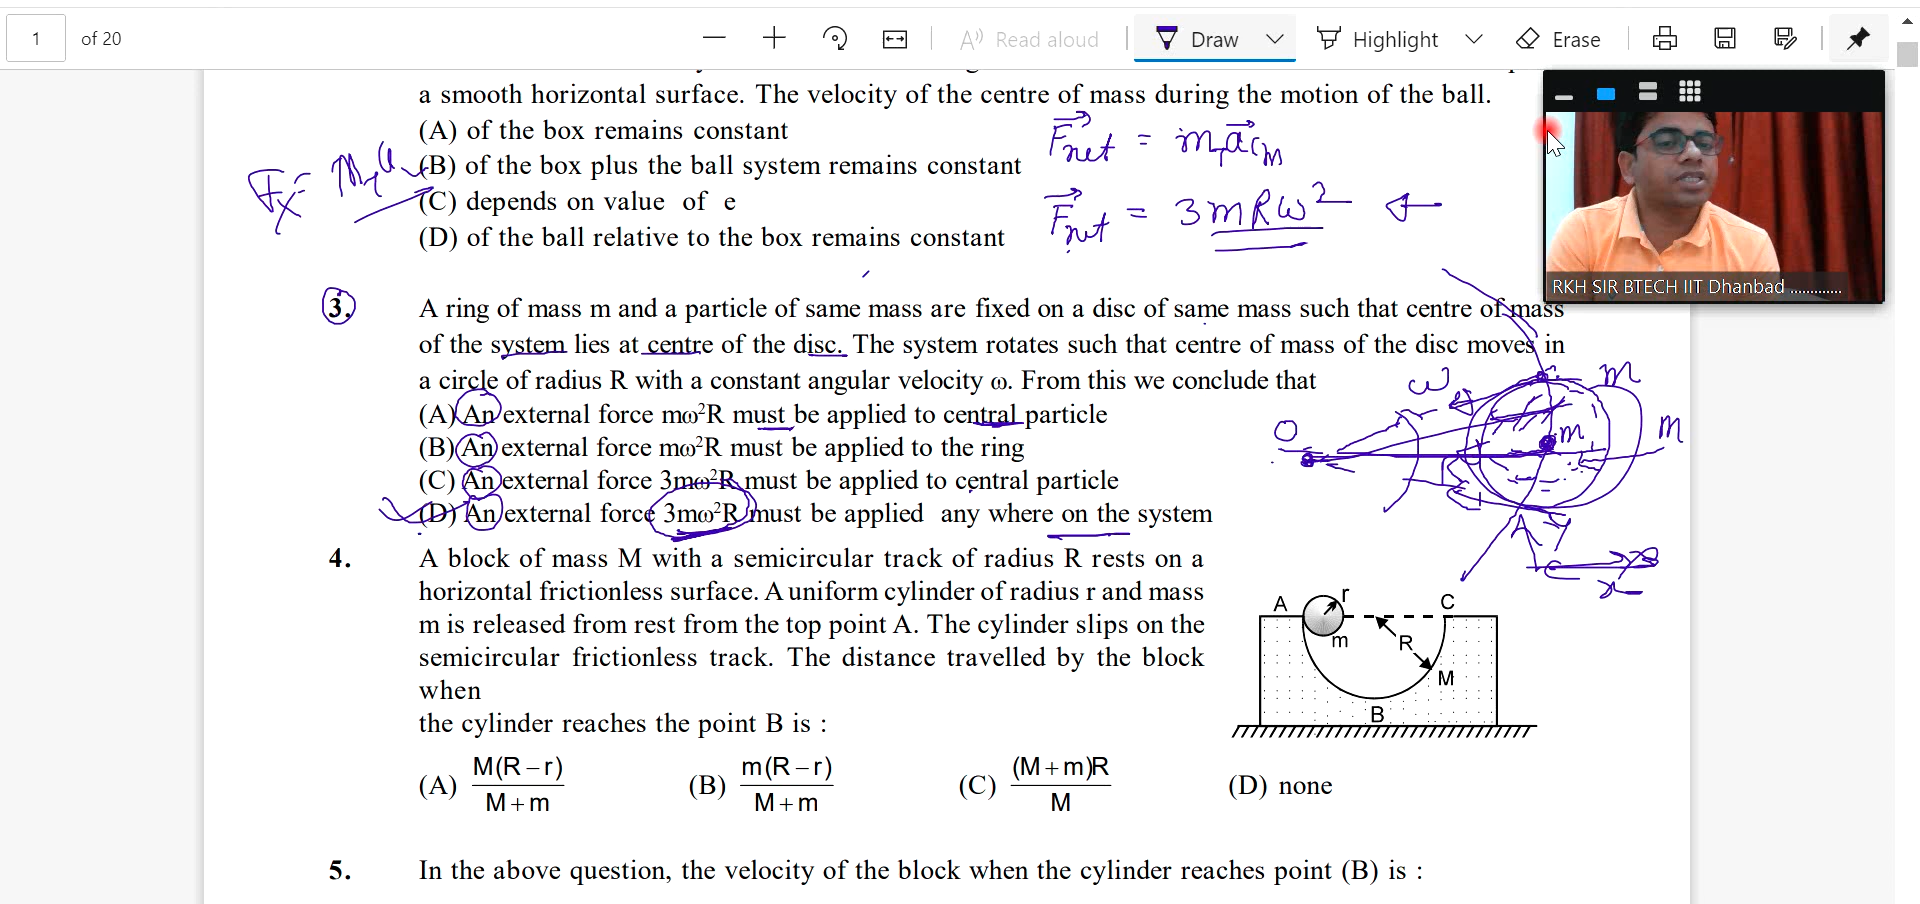 1 of 20 Read aloud Draw Highlight Erase
a smooth horizontal surface. The velocity of the centre of mass during the motion of the ball.
(A) of the box remains constant
(B) of the box plus the ball system remains constant
(C) depends on value of e
(D) of the ball relative to the box remains constant
F net = m T a cm
F net = 3mRω²
RKH SIR BTECH IIT Dhanbad .............
3. A ring of mass m and a particle of same mass are fixed on a disc of same mass such that centre of mass
of the system lies at centre of the disc. The system rotates such that centre of mass of the disc moves in
a circle of radius R with a constant angular velocity ω. From this we conclude that
(A) An external force mω²R must be applied to central particle
(B) An external force mω²R must be applied to the ring
(C) An external force 3mω²R must be applied to central particle
(D) An external force 3mω²R must be applied any where on the system
ω m
O m m
A
x
4. A block of mass M with a semicircular track of radius R rests on a
horizontal frictionless surface. A uniform cylinder of radius r and mass
m is released from rest from the top point A. The cylinder slips on the
semicircular frictionless track. The distance travelled by the block
when
the cylinder reaches the point B is :
A r C
m R
M
B
(A) M(R – r) / M + m (B) m(R – r) / M + m (C) (M + m)R / M (D) none
5. In the above question, the velocity of the block when the cylinder reaches point (B) is :